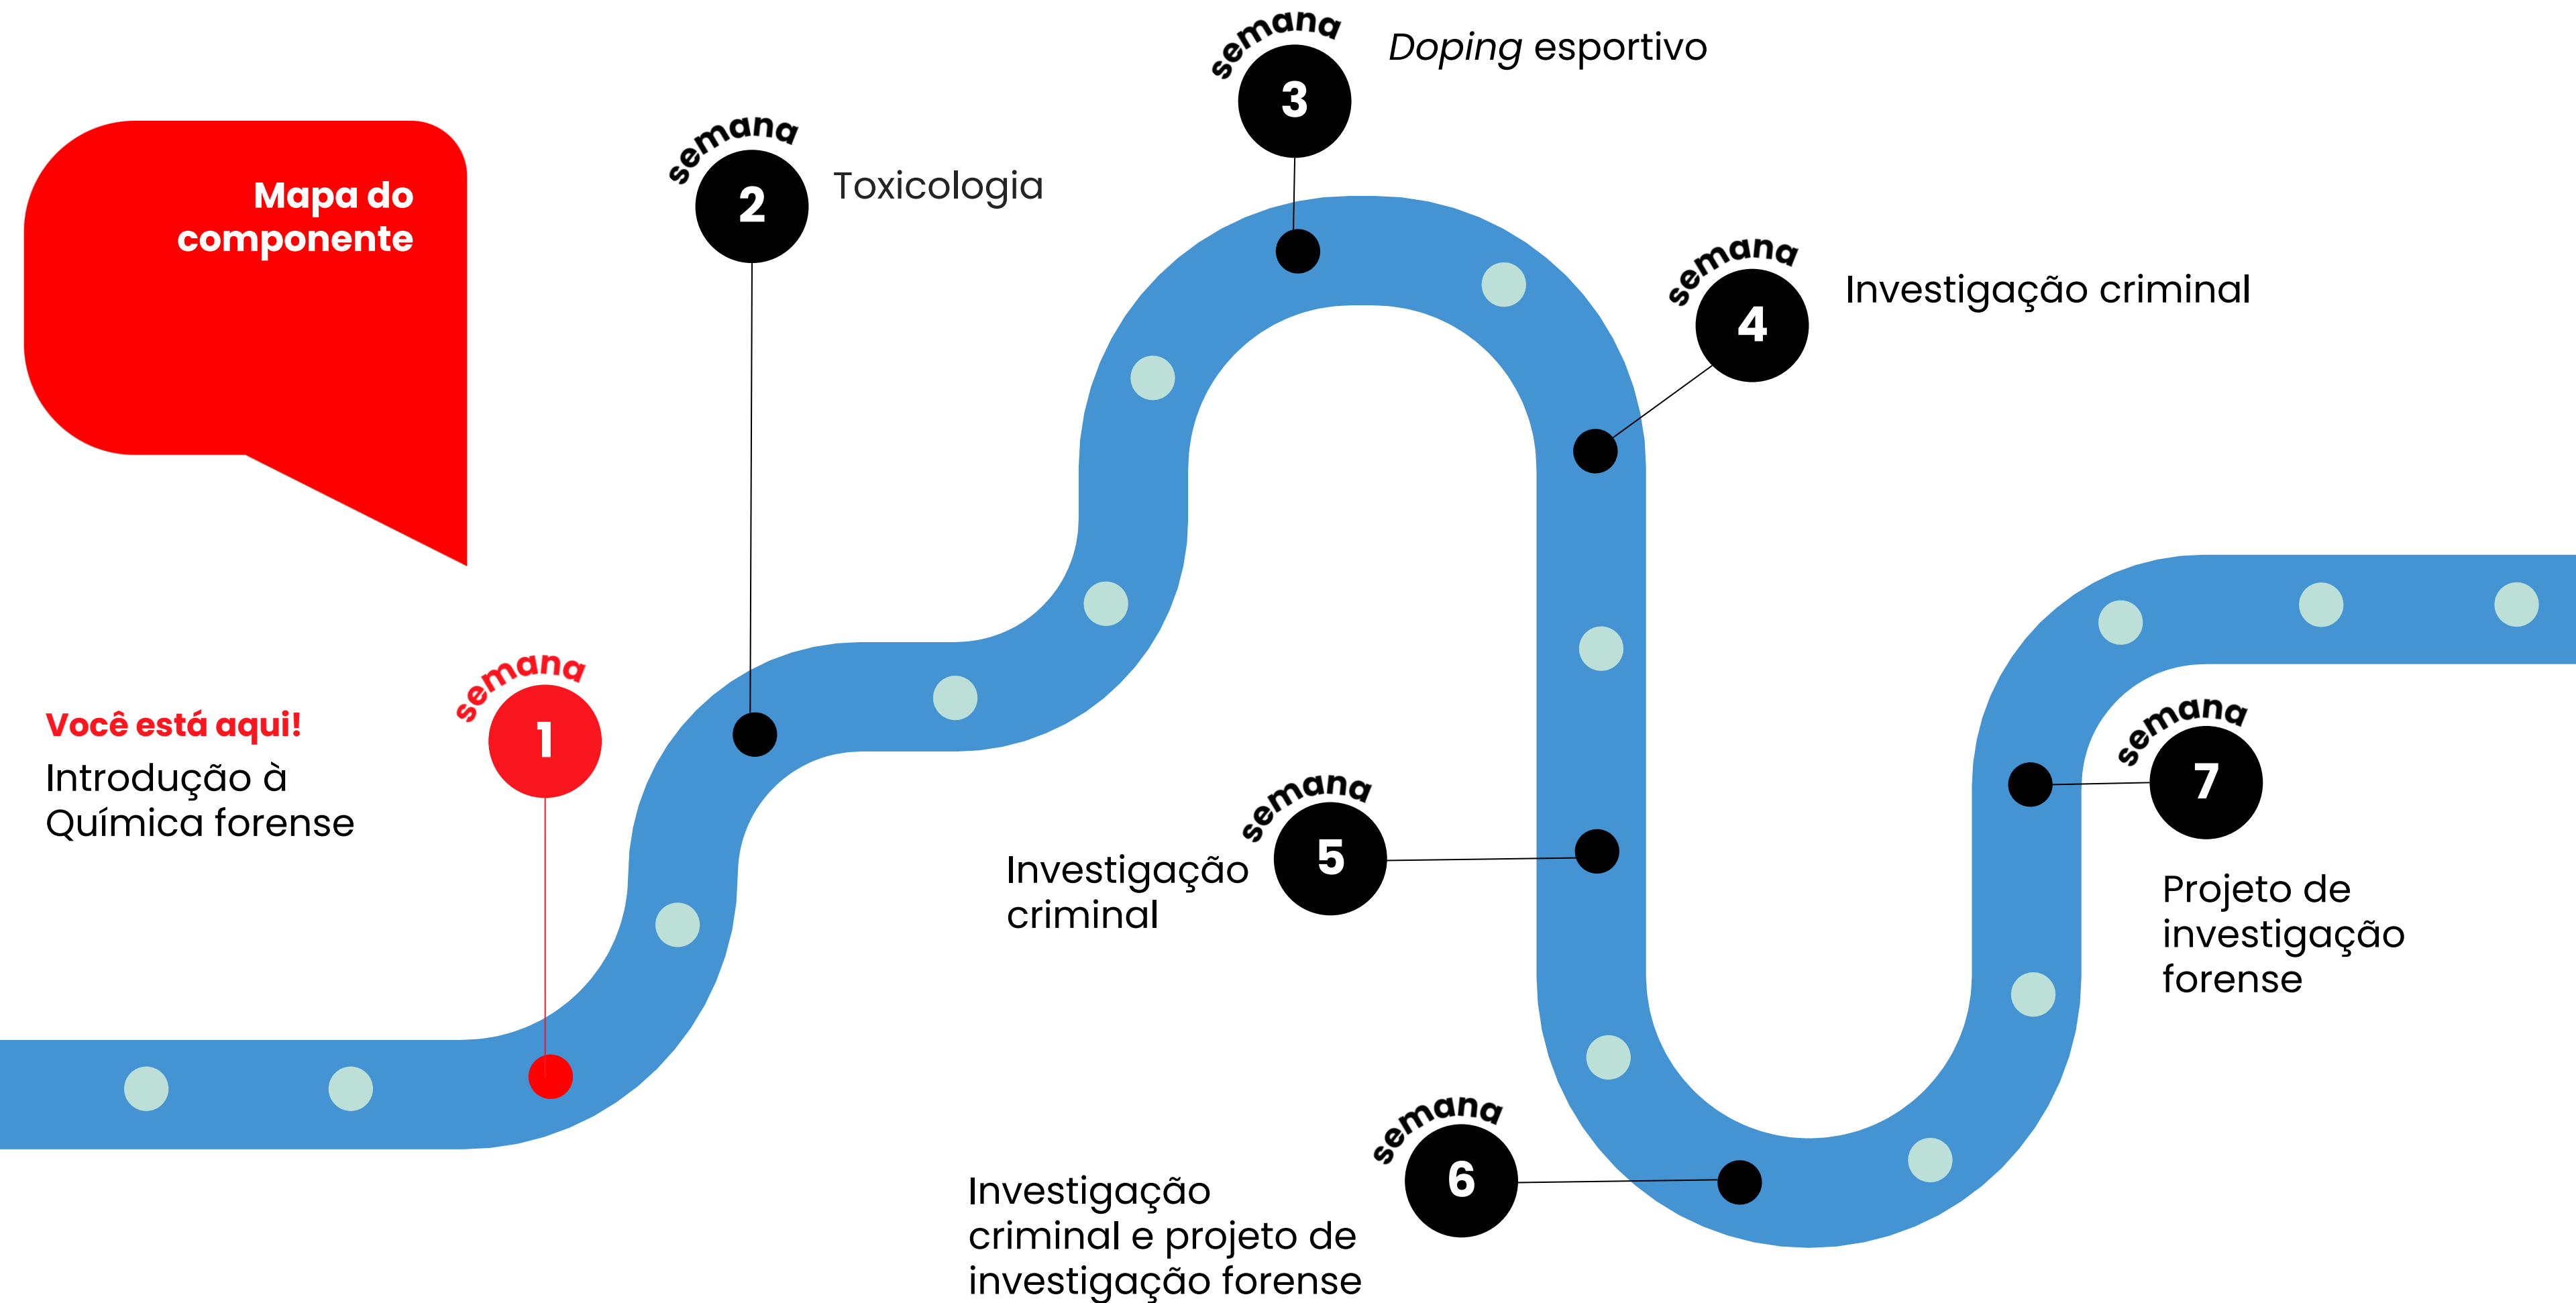 Mapa do
componente
Você está aqui!
Introdução à
Química forense
semana
1
semana
2
Toxicologia
semana
3
Doping esportivo
semana
4
Investigação criminal
semana
5
Investigação
criminal
semana
6
Investigação
criminal e projeto de
investigação forense
semana
7
Projeto de
investigação
forense